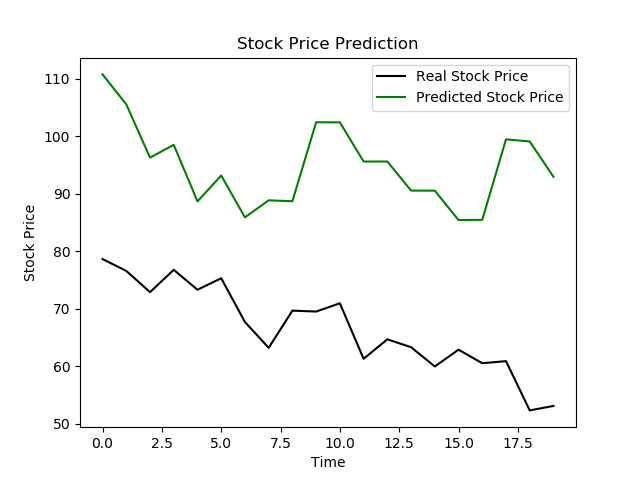 Stock Price Prediction
Real Stock Price
Predicted Stock Price
110
100
90
80
70
60
50
Stock Price
0.0 2.5 5.0 7.5 10.0 12.5 15.0 17.5
Time